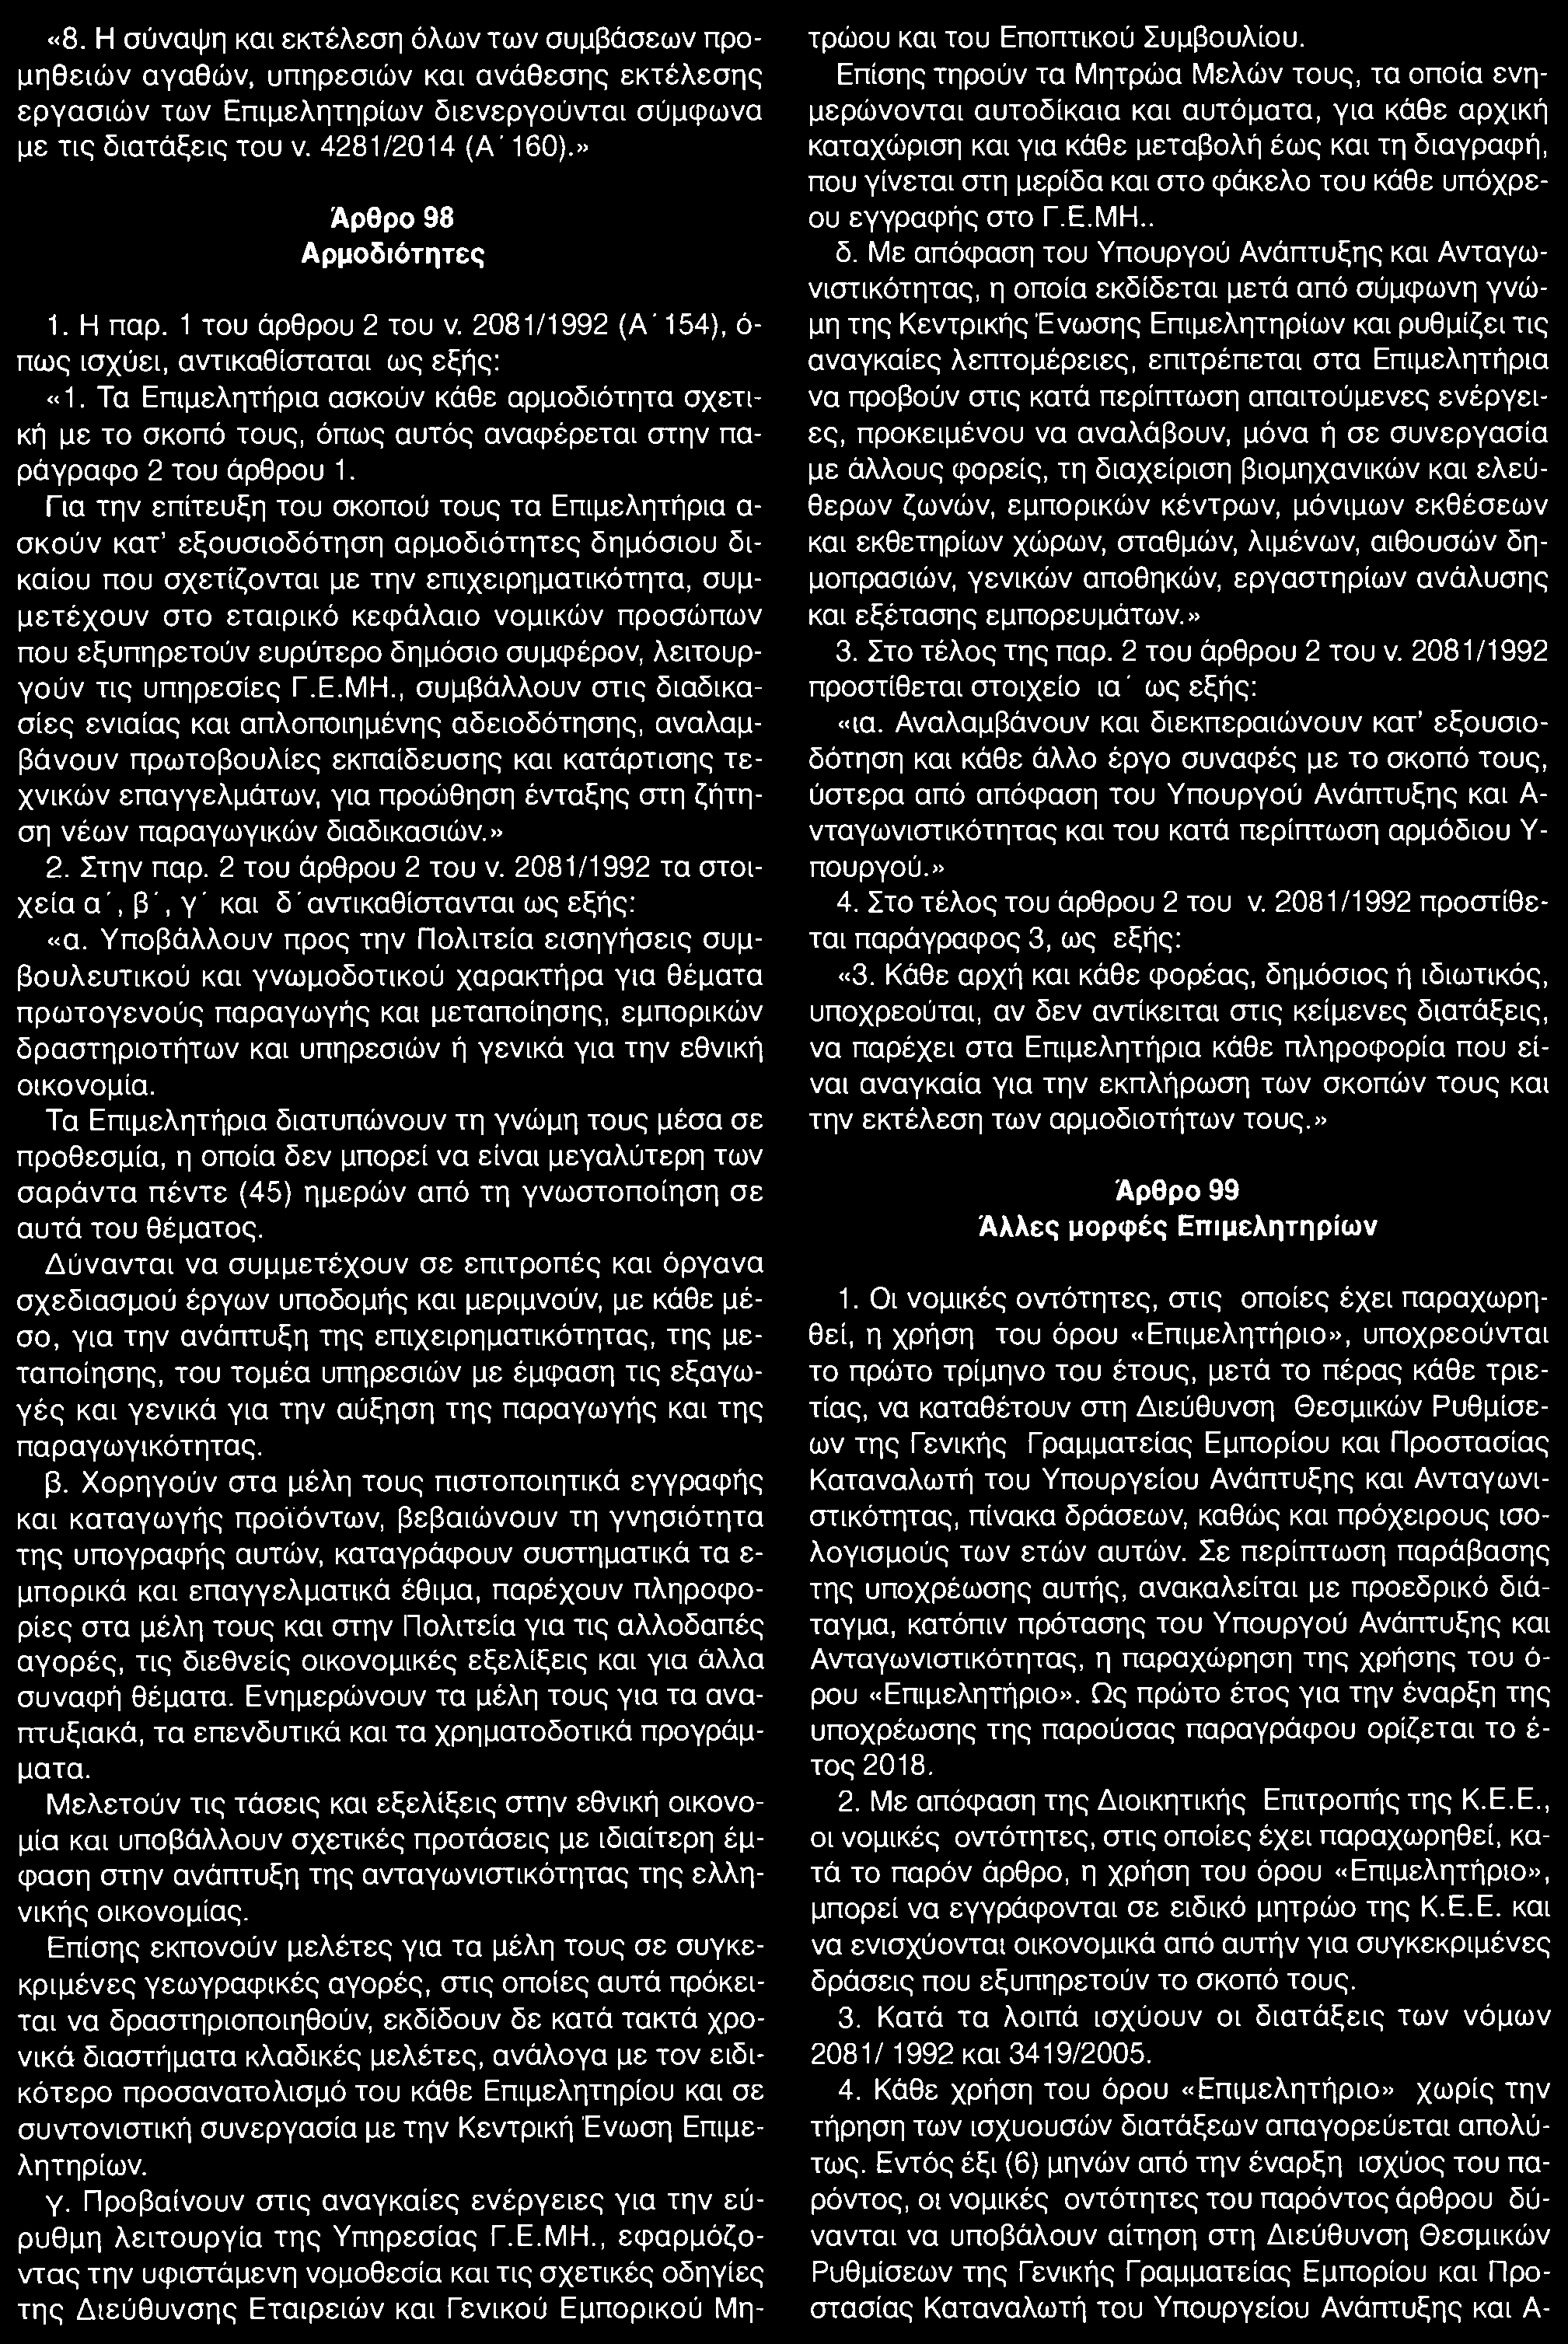 «8. Η σύναψη και εκτέλεση όλων των συμβάσεων προ-
μηθειών αγαθών, υπηρεσιών και ανάθεσης εκτέλεσης
εργασιών των Επιμελητηρίων διενεργούνται σύμφωνα
με τις διατάξεις του ν. 4281/2014 (Α΄ 160).»
Άρθρο 98
Αρμοδιότητες
1. Η παρ. 1 του άρθρου 2 του ν. 2081/1992 (Α΄ 154), ό-
πως ισχύει, αντικαθίσταται ως εξής:
«1. Τα Επιμελητήρια ασκούν κάθε αρμοδιότητα σχετι-
κή με το σκοπό τους, όπως αυτός αναφέρεται στην πα-
ράγραφο 2 του άρθρου 1.
Για την επίτευξη του σκοπού τους τα Επιμελητήρια α-
σκούν κατ’ εξουσιοδότηση αρμοδιότητες δημόσιου δι-
καίου που σχετίζονται με την επιχειρηματικότητα, συμ-
μετέχουν στο εταιρικό κεφάλαιο νομικών προσώπων
που εξυπηρετούν ευρύτερο δημόσιο συμφέρον, λειτουρ-
γούν τις υπηρεσίες Γ.Ε.ΜΗ., συμβάλλουν στις διαδικα-
σίες ενιαίας και απλοποιημένης αδειοδότησης, αναλαμ-
βάνουν πρωτοβουλίες εκπαίδευσης και κατάρτισης τε-
χνικών επαγγελμάτων, για προώθηση ένταξης στη ζήτη-
ση νέων παραγωγικών διαδικασιών.»
2. Στην παρ. 2 του άρθρου 2 του ν. 2081/1992 τα στοι-
χεία α΄, β΄, γ΄ και δ΄ αντικαθίστανται ως εξής:
«α. Υποβάλλουν προς την Πολιτεία εισηγήσεις συμ-
βουλευτικού και γνωμοδοτικού χαρακτήρα για θέματα
πρωτογενούς παραγωγής και μεταποίησης, εμπορικών
δραστηριοτήτων και υπηρεσιών ή γενικά για την εθνική
οικονομία.
Τα Επιμελητήρια διατυπώνουν τη γνώμη τους μέσα σε
προθεσμία, η οποία δεν μπορεί να είναι μεγαλύτερη των
σαράντα πέντε (45) ημερών από τη γνωστοποίηση σε
αυτά του θέματος.
Δύνανται να συμμετέχουν σε επιτροπές και όργανα
σχεδιασμού έργων υποδομής και μεριμνούν, με κάθε μέ-
σο, για την ανάπτυξη της επιχειρηματικότητας, της με-
ταποίησης, του τομέα υπηρεσιών με έμφαση τις εξαγω-
γές και γενικά για την αύξηση της παραγωγής και της
παραγωγικότητας.
β. Χορηγούν στα μέλη τους πιστοποιητικά εγγραφής
και καταγωγής προϊόντων, βεβαιώνουν τη γνησιότητα
της υπογραφής αυτών, καταγράφουν συστηματικά τα ε-
μπορικά και επαγγελματικά έθιμα, παρέχουν πληροφο-
ρίες στα μέλη τους και στην Πολιτεία για τις αλλοδαπές
αγορές, τις διεθνείς οικονομικές εξελίξεις και για άλλα
συναφή θέματα. Ενημερώνουν τα μέλη τους για τα ανα-
πτυξιακά, τα επενδυτικά και τα χρηματοδοτικά προγράμ-
ματα.
Μελετούν τις τάσεις και εξελίξεις στην εθνική οικονο-
μία και υποβάλλουν σχετικές προτάσεις με ιδιαίτερη έμ-
φαση στην ανάπτυξη της ανταγωνιστικότητας της ελλη-
νικής οικονομίας.
Επίσης εκπονούν μελέτες για τα μέλη τους σε συγκε-
κριμένες γεωγραφικές αγορές, στις οποίες αυτά πρόκει-
ται να δραστηριοποιηθούν, εκδίδουν δε κατά τακτά χρο-
νικά διαστήματα κλαδικές μελέτες, ανάλογα με τον ειδι-
κότερο προσανατολισμό του κάθε Επιμελητηρίου και σε
συντονιστική συνεργασία με την Κεντρική Ένωση Επιμε-
λητηρίων.
γ. Προβαίνουν στις αναγκαίες ενέργειες για την εύ-
ρυθμη λειτουργία της Υπηρεσίας Γ.Ε.ΜΗ., εφαρμόζο-
ντας την υφιστάμενη νομοθεσία και τις σχετικές οδηγίες
της Διεύθυνσης Εταιρειών και Γενικού Εμπορικού Μη-
τρώου και του Εποπτικού Συμβουλίου.
Επίσης τηρούν τα Μητρώα Μελών τους, τα οποία ενη-
μερώνονται αυτοδίκαια και αυτόματα, για κάθε αρχική
καταχώριση και για κάθε μεταβολή έως και τη διαγραφή,
που γίνεται στη μερίδα και στο φάκελο του κάθε υπόχρε-
ου εγγραφής στο Γ.Ε.ΜΗ..
δ. Με απόφαση του Υπουργού Ανάπτυξης και Ανταγω-
νιστικότητας, η οποία εκδίδεται μετά από σύμφωνη γνώ-
μη της Κεντρικής Ένωσης Επιμελητηρίων και ρυθμίζει τις
αναγκαίες λεπτομέρειες, επιτρέπεται στα Επιμελητήρια
να προβούν στις κατά περίπτωση απαιτούμενες ενέργει-
ες, προκειμένου να αναλάβουν, μόνα ή σε συνεργασία
με άλλους φορείς, τη διαχείριση βιομηχανικών και ελεύ-
θερων ζωνών, εμπορικών κέντρων, μόνιμων εκθέσεων
και εκθετηρίων χώρων, σταθμών, λιμένων, αιθουσών δη-
μοπρασιών, γενικών αποθηκών, εργαστηρίων ανάλυσης
και εξέτασης εμπορευμάτων.»
3. Στο τέλος της παρ. 2 του άρθρου 2 του ν. 2081/1992
προστίθεται στοιχείο ια΄ ως εξής:
«ια. Αναλαμβάνουν και διεκπεραιώνουν κατ’ εξουσιο-
δότηση και κάθε άλλο έργο συναφές με το σκοπό τους,
ύστερα από απόφαση του Υπουργού Ανάπτυξης και Α-
νταγωνιστικότητας και του κατά περίπτωση αρμόδιου Υ-
πουργού.»
4. Στο τέλος του άρθρου 2 του ν. 2081/1992 προστίθε-
ται παράγραφος 3, ως εξής:
«3. Κάθε αρχή και κάθε φορέας, δημόσιος ή ιδιωτικός,
υποχρεούται, αν δεν αντίκειται στις κείμενες διατάξεις,
να παρέχει στα Επιμελητήρια κάθε πληροφορία που εί-
ναι αναγκαία για την εκπλήρωση των σκοπών τους και
την εκτέλεση των αρμοδιοτήτων τους.»
Άρθρο 99
Άλλες μορφές Επιμελητηρίων
1. Οι νομικές οντότητες, στις οποίες έχει παραχωρη-
θεί, η χρήση του όρου «Επιμελητήριο», υποχρεούνται
το πρώτο τρίμηνο του έτους, μετά το πέρας κάθε τριε-
τίας, να καταθέτουν στη Διεύθυνση Θεσμικών Ρυθμίσε-
ων της Γενικής Γραμματείας Εμπορίου και Προστασίας
Καταναλωτή του Υπουργείου Ανάπτυξης και Ανταγωνι-
στικότητας, πίνακα δράσεων, καθώς και πρόχειρους ισο-
λογισμούς των ετών αυτών. Σε περίπτωση παράβασης
της υποχρέωσης αυτής, ανακαλείται με προεδρικό διά-
ταγμα, κατόπιν πρότασης του Υπουργού Ανάπτυξης και
Ανταγωνιστικότητας, η παραχώρηση της χρήσης του ό-
ρου «Επιμελητήριο». Ως πρώτο έτος για την έναρξη της
υποχρέωσης της παρούσας παραγράφου ορίζεται το έ-
τος 2018.
2. Με απόφαση της Διοικητικής Επιτροπής της Κ.Ε.Ε.,
οι νομικές οντότητες, στις οποίες έχει παραχωρηθεί, κα-
τά το παρόν άρθρο, η χρήση του όρου «Επιμελητήριο»,
μπορεί να εγγράφονται σε ειδικό μητρώο της Κ.Ε.Ε. και
να ενισχύονται οικονομικά από αυτήν για συγκεκριμένες
δράσεις που εξυπηρετούν το σκοπό τους.
3. Κατά τα λοιπά ισχύουν οι διατάξεις των νόμων
2081/ 1992 και 3419/2005.
4. Κάθε χρήση του όρου «Επιμελητήριο» χωρίς την
τήρηση των ισχυουσών διατάξεων απαγορεύεται απολύ-
τως. Εντός έξι (6) μηνών από την έναρξη ισχύος του πα-
ρόντος, οι νομικές οντότητες του παρόντος άρθρου δύ-
νανται να υποβάλουν αίτηση στη Διεύθυνση Θεσμικών
Ρυθμίσεων της Γενικής Γραμματείας Εμπορίου και Προ-
στασίας Καταναλωτή του Υπουργείου Ανάπτυξης και Α-